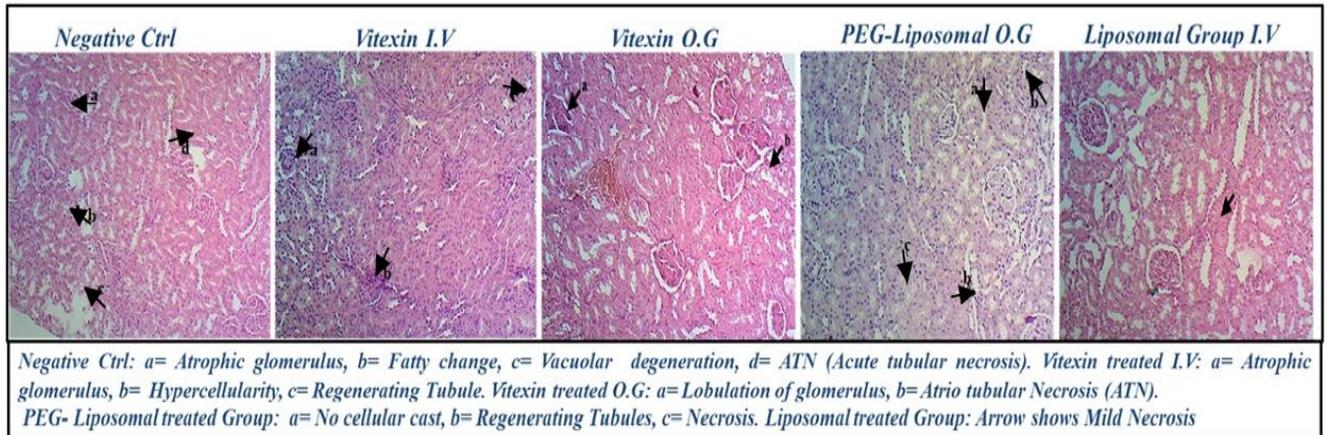 Negative Ctrl Vitexin I.V Vitexin O.G PEG-Liposomal O.G Liposomal Group I.V
a d b c
a b
a b
a b c b
Negative Ctrl: a= Atrophic glomerulus, b= Fatty change, c= Vacuolar degeneration, d= ATN (Acute tubular necrosis). Vitexin treated I.V: a= Atrophic
glomerulus, b= Hypercellularity, c= Regenerating Tubule. Vitexin treated O.G: a= Lobulation of glomerulus, b= Atrio tubular Necrosis (ATN).
PEG- Liposomal treated Group: a= No cellular cast, b= Regenerating Tubules, c= Necrosis. Liposomal treated Group: Arrow shows Mild Necrosis